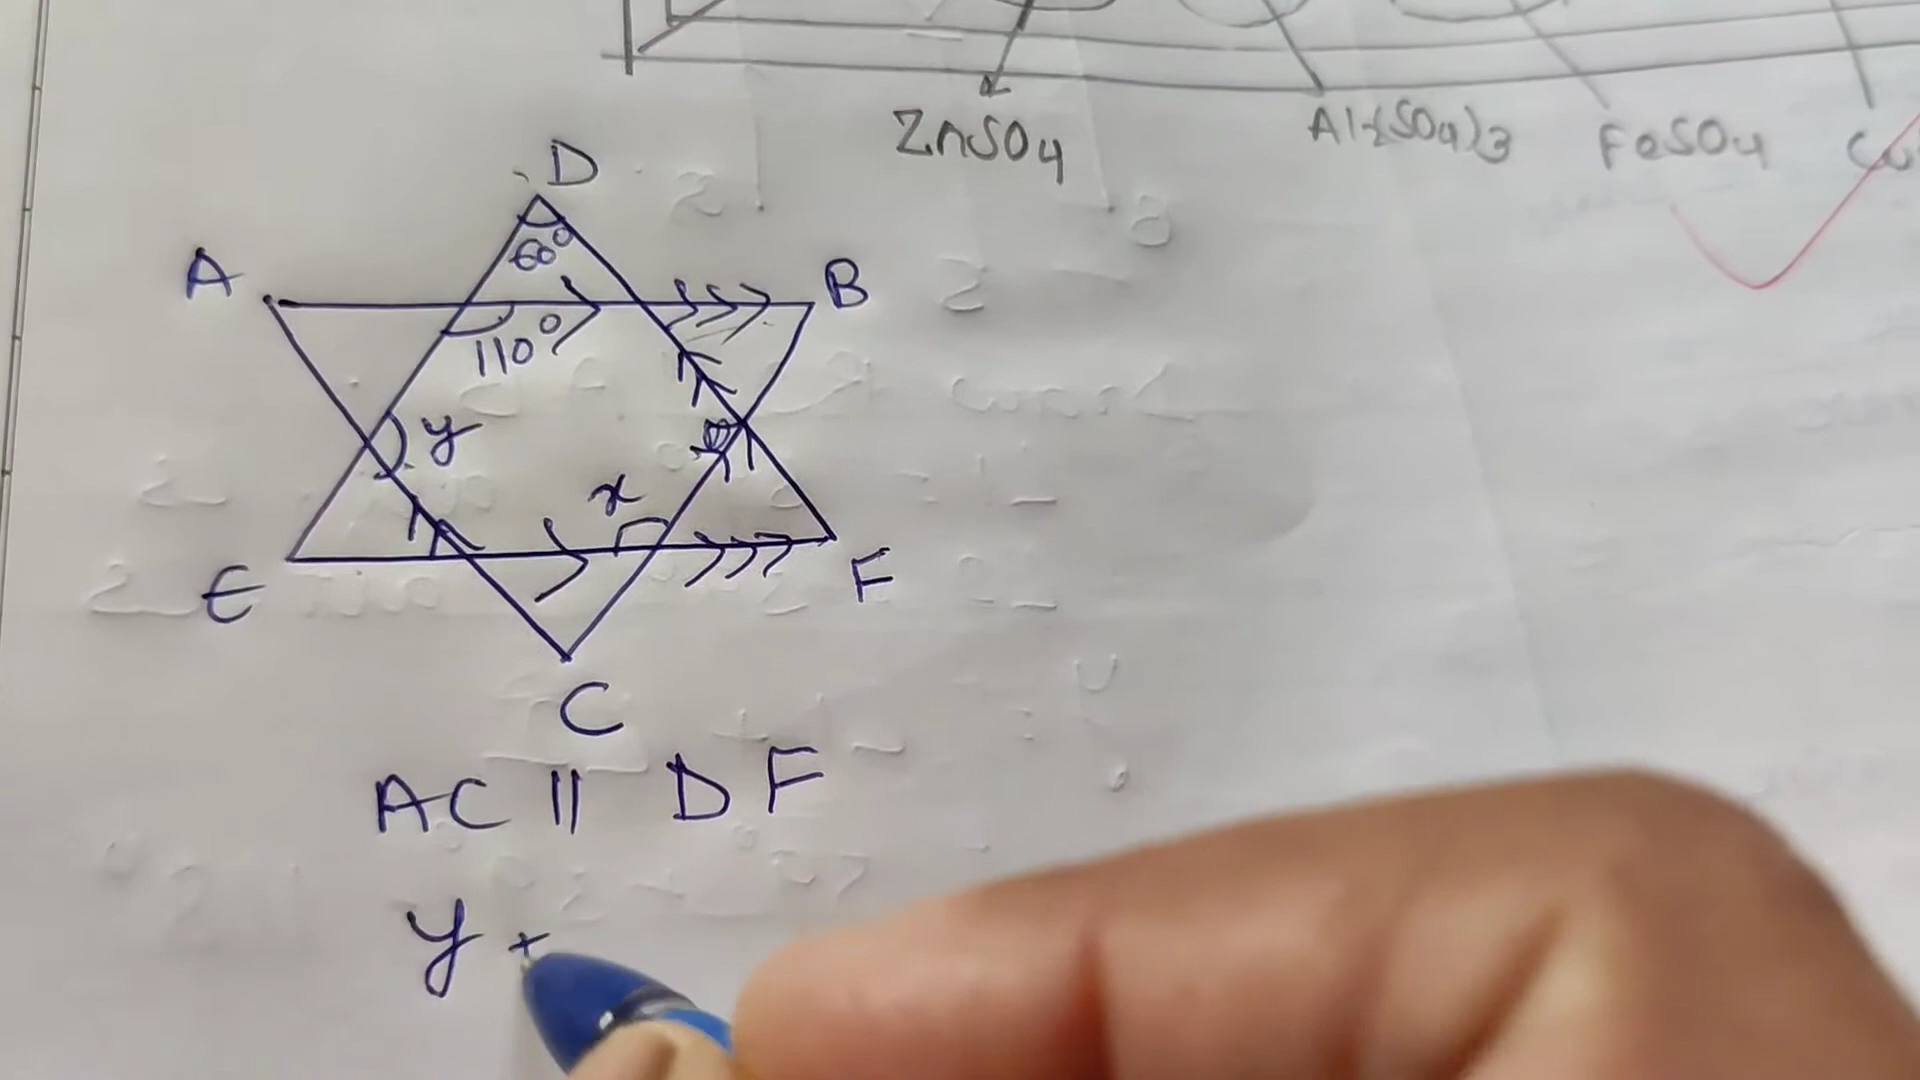 ZnSO4
Al2(SO4)3
FeSO4
D
60°
A
B
110°
y
x
E
F
C
AC || DF
y +